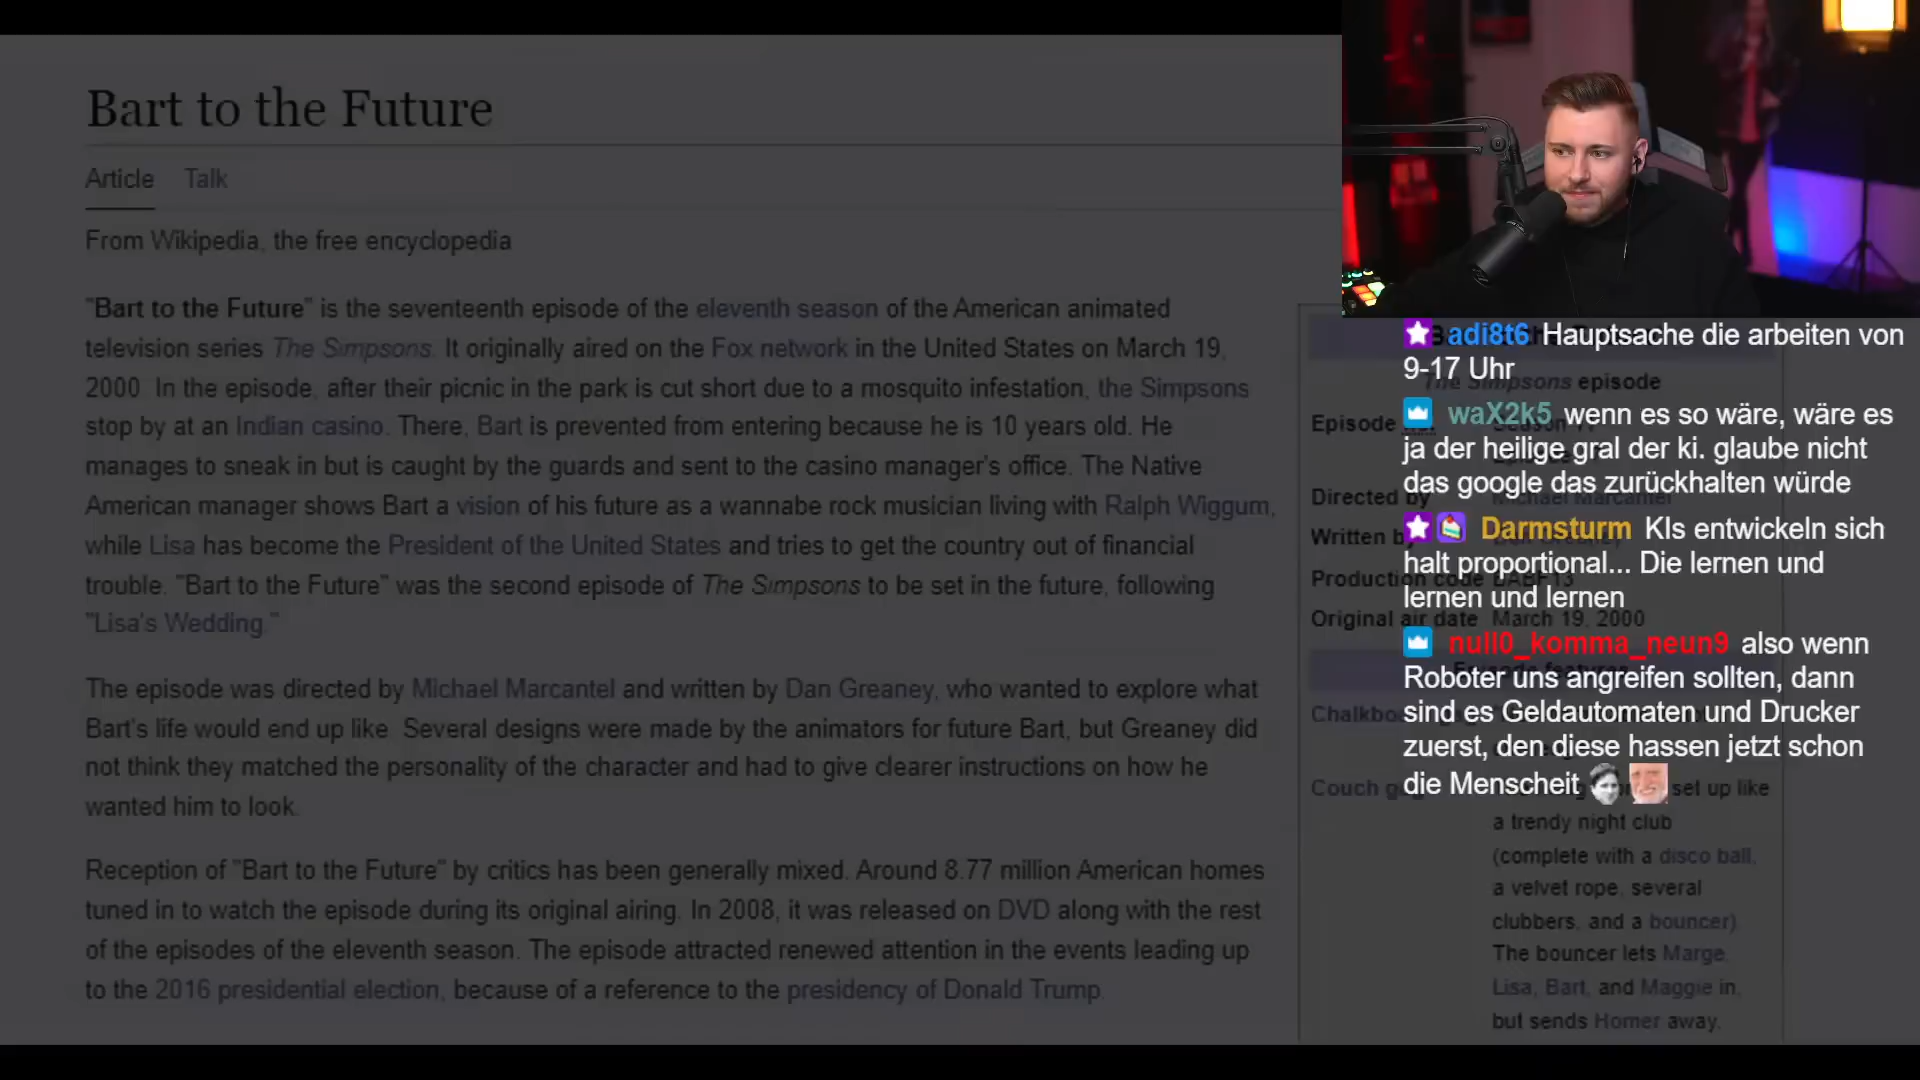 Bart to the Future
Article Talk
From Wikipedia, the free encyclopedia
"Bart to the Future" is the seventeenth episode of the eleventh season of the American animated
television series The Simpsons. It originally aired on the Fox network in the United States on March 19,
2000. In the episode, after their picnic in the park is cut short due to a mosquito infestation, the Simpsons
stop by at an Indian casino. There, Bart is prevented from entering because he is 10 years old. He
manages to sneak in but is caught by the guards and sent to the casino manager's office. The Native
American manager shows Bart a vision of his future as a wannabe rock musician living with Ralph Wiggum,
while Lisa has become the President of the United States and tries to get the country out of financial
trouble. "Bart to the Future" was the second episode of The Simpsons to be set in the future, following
"Lisa's Wedding."
The episode was directed by Michael Marcantel and written by Dan Greaney, who wanted to explore what
Bart's life would end up like. Several designs were made by the animators for future Bart, but Greaney did
not think they matched the personality of the character and had to give clearer instructions on how he
wanted him to look.
Reception of "Bart to the Future" by critics has been generally mixed. Around 8.77 million American homes
tuned in to watch the episode during its original airing. In 2008, it was released on DVD along with the rest
of the episodes of the eleventh season. The episode attracted renewed attention in the events leading up
to the 2016 presidential election, because of a reference to the presidency of Donald Trump.
adi8t6 Hauptsache die arbeiten von
9-17 Uhr
waX2k5 wenn es so wäre, wäre es
ja der heilige gral der ki. glaube nicht
das google das zurückhalten würde
Darmsturm KIs entwickeln sich
halt proportional... Die lernen und
lernen und lernen
null0_komma_neun9 also wenn
Roboter uns angreifen sollten, dann
sind es Geldautomaten und Drucker
zuerst, den diese hassen jetzt schon
die Menscheit
The Simpsons episode
Episode
Directed by
Written by
Production code DABF13
Original air date March 19, 2000
Couch
set up like
a trendy night club
(complete with a disco ball,
a velvet rope, several
clubbers, and a bouncer).
The bouncer lets Marge,
Lisa, Bart, and Maggie in,
but sends Homer away.